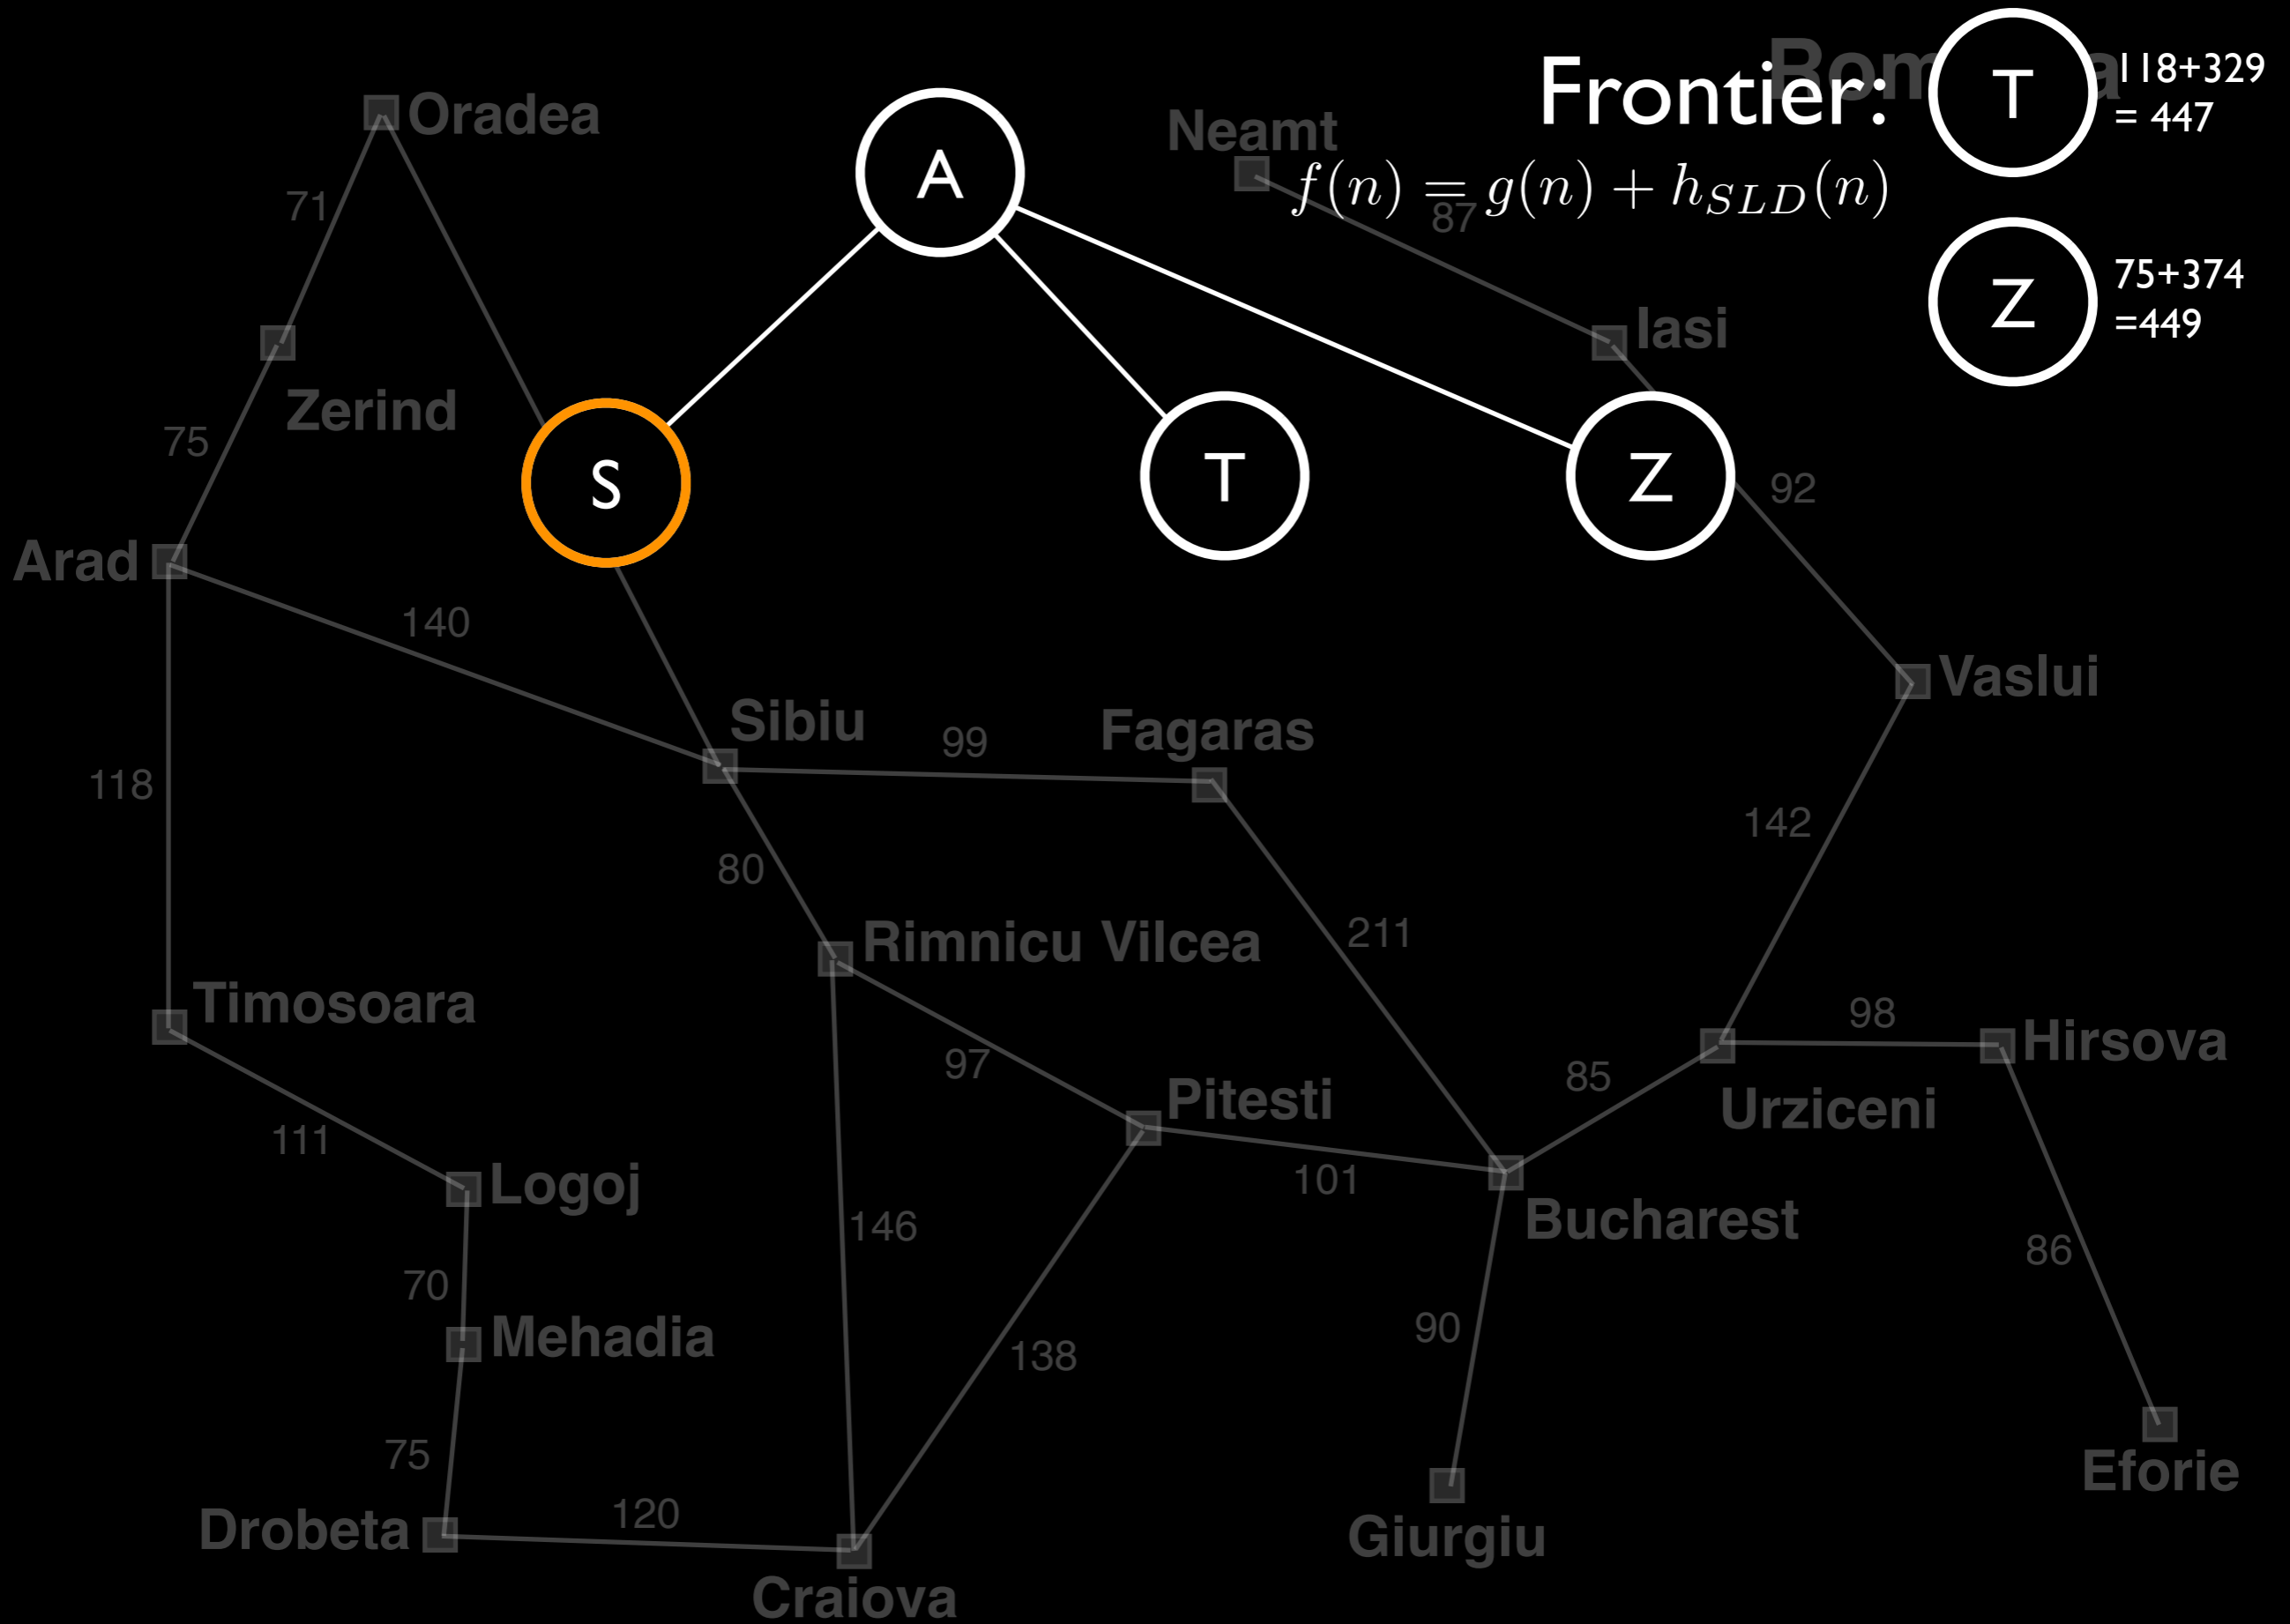 Frontier:
T
118+329
= 447
f(n) = g(n) + h_{SLD}(n)
Z
75+374
=449
A
S
T
Z
Oradea
Neamt
87
71
Iasi
Zerind
75
92
Arad
140
Vaslui
Sibiu
99
Fagaras
118
142
80
211
Rimnicu Vilcea
Timosoara
98
Hirsova
97
85
Pitesti
Urziceni
111
101
Logoj
Bucharest
146
86
70
90
Mehadia
138
75
Eforie
120
Drobeta
Giurgiu
Craiova